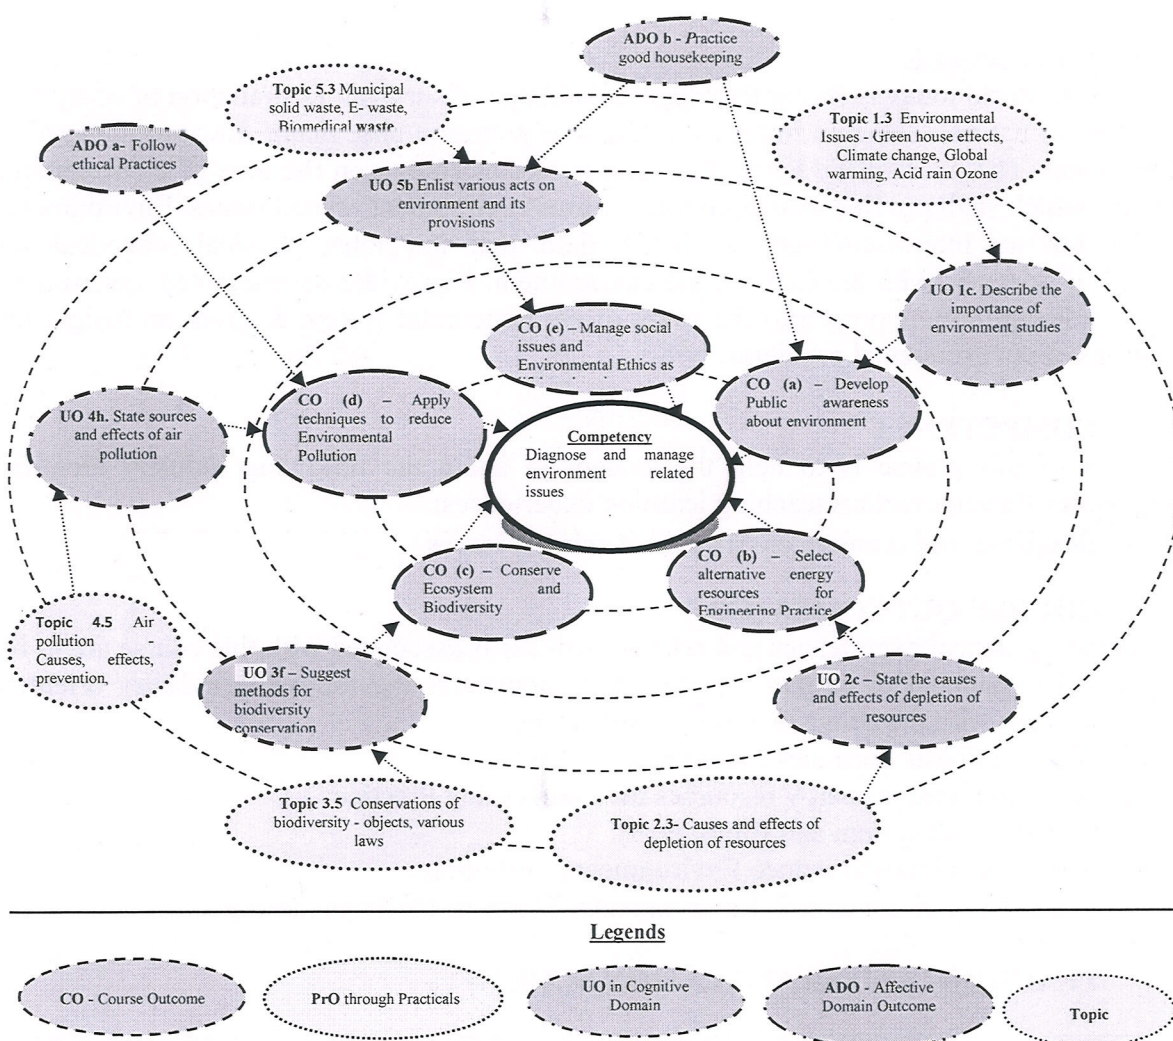 ADO b - Practice
good housekeeping
Topic 5.3 Municipal
solid waste, E- waste,
Biomedical waste
Topic 1.3 Environmental
Issues - Green house effects,
Climate change, Global
warming, Acid rain Ozone
ADO a- Follow
ethical Practices
UO 5b Enlist various acts on
environment and its
provisions
UO 1c. Describe the
importance of
environment studies
CO (e) – Manage social
issues and
Environmental Ethics as
CO (d) – Apply
techniques to reduce
Environmental
Pollution
CO (a) – Develop
Public awareness
about environment
UO 4h. State sources
and effects of air
pollution
Competency
Diagnose and manage
environment related
issues
CO (c) – Conserve
Ecosystem and
Biodiversity
CO (b) – Select
alternative energy
resources for
Engineering Practice
Topic 4.5 Air
pollution -
Causes, effects,
prevention,
UO 3f – Suggest
methods for
biodiversity
conservation
UO 2c – State the causes
and effects of depletion of
resources
Topic 3.5 Conservations of
biodiversity - objects, various
laws
Topic 2.3- Causes and effects of
depletion of resources
Legends
CO - Course Outcome
PrO through Practicals
UO in Cognitive
Domain
ADO - Affective
Domain Outcome
Topic